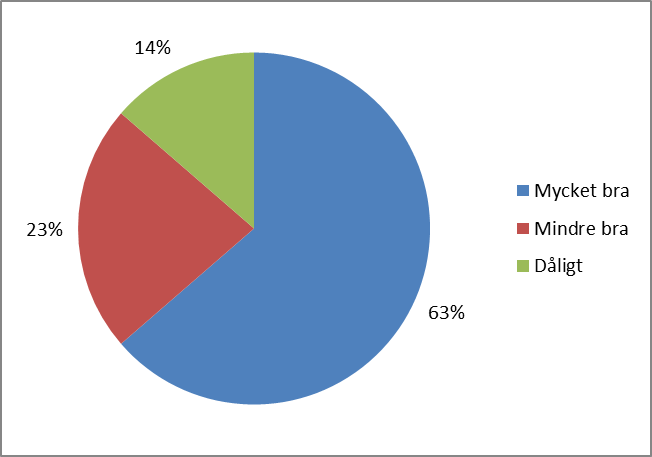 14%
23%
63%
Mycket bra
Mindre bra
Dåligt